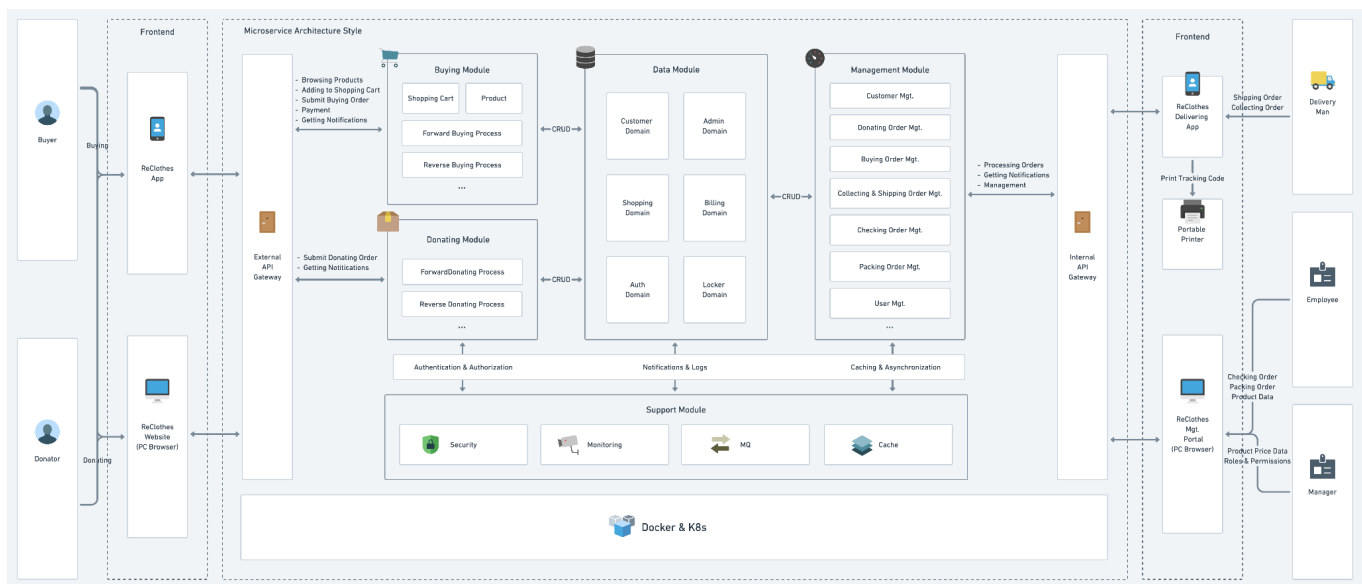 Frontend
Microservice Architecture Style
Frontend
Buyer
Donator
Buying
Donating
ReClothes
App
ReClothes
Website
(PC Browser)
External
API
Gateway
- Browsing Products
- Adding to Shopping Cart
- Submit Buying Order
- Payment
- Getting Notifications
- Submit Donating Order
- Getting Notifications
Buying Module
Shopping Cart
Product
Forward Buying Process
Reverse Buying Process
...
Donating Module
ForwardDonating Process
Reverse Donating Process
...
CRUD
CRUD
Data Module
Customer
Domain
Admin
Domain
Shopping
Domain
Billing
Domain
Auth
Domain
Locker
Domain
CRUD
Management Module
Customer Mgt.
Donating Order Mgt.
Buying Order Mgt.
Collecting & Shipping Order Mgt.
Checking Order Mgt.
Packing Order Mgt.
User Mgt.
...
- Processing Orders
- Getting Notifications
- Management
Authentication & Authorization
Notifications & Logs
Caching & Asynchronization
Support Module
Security
Monitoring
MQ
Cache
Docker & K8s
Internal
API
Gateway
ReClothes
Delivering
App
Print Tracking Code
Portable
Printer
ReClothes
Mgt.
Portal
(PC Browser)
Shipping Order
Collecting Order
Delivery
Man
Employee
Checking Order
Packing Order
Product Data
Product Price Data
Roles & Permissions
Manager